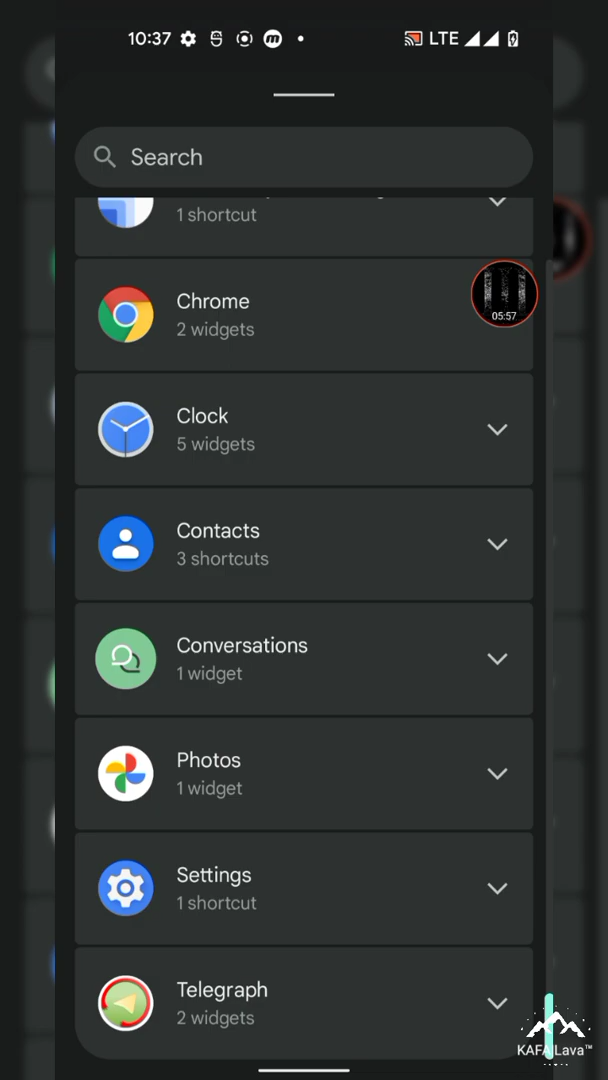 10:37
LTE
Search
1 shortcut
Chrome
2 widgets
05:57
Clock
5 widgets
Contacts
3 shortcuts
Conversations
1 widget
Photos
1 widget
Settings
1 shortcut
Telegraph
2 widgets
KAFA Lava™